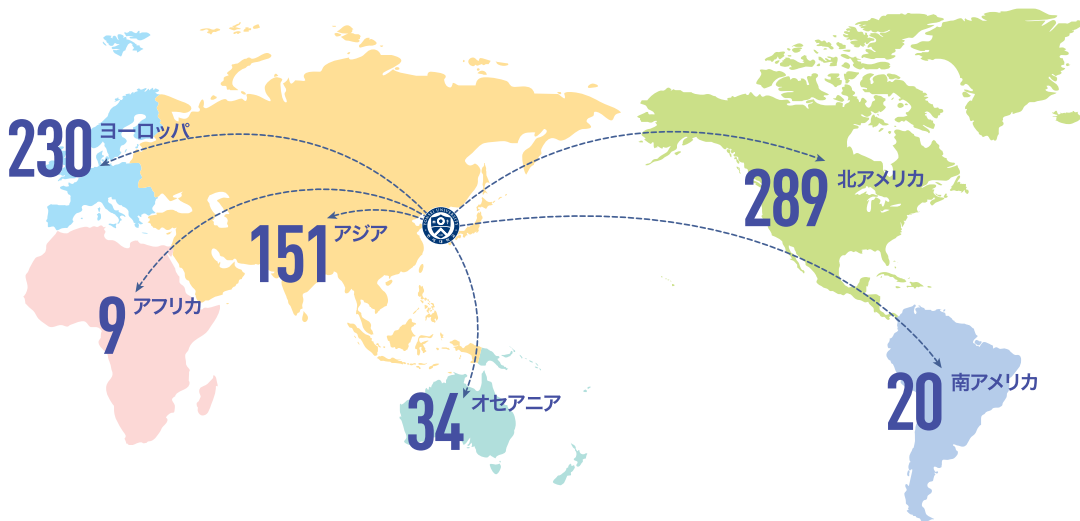 230 ヨーロッパ
289 北アメリカ
151 アジア
9 アフリカ
34 オセアニア
20 南アメリカ